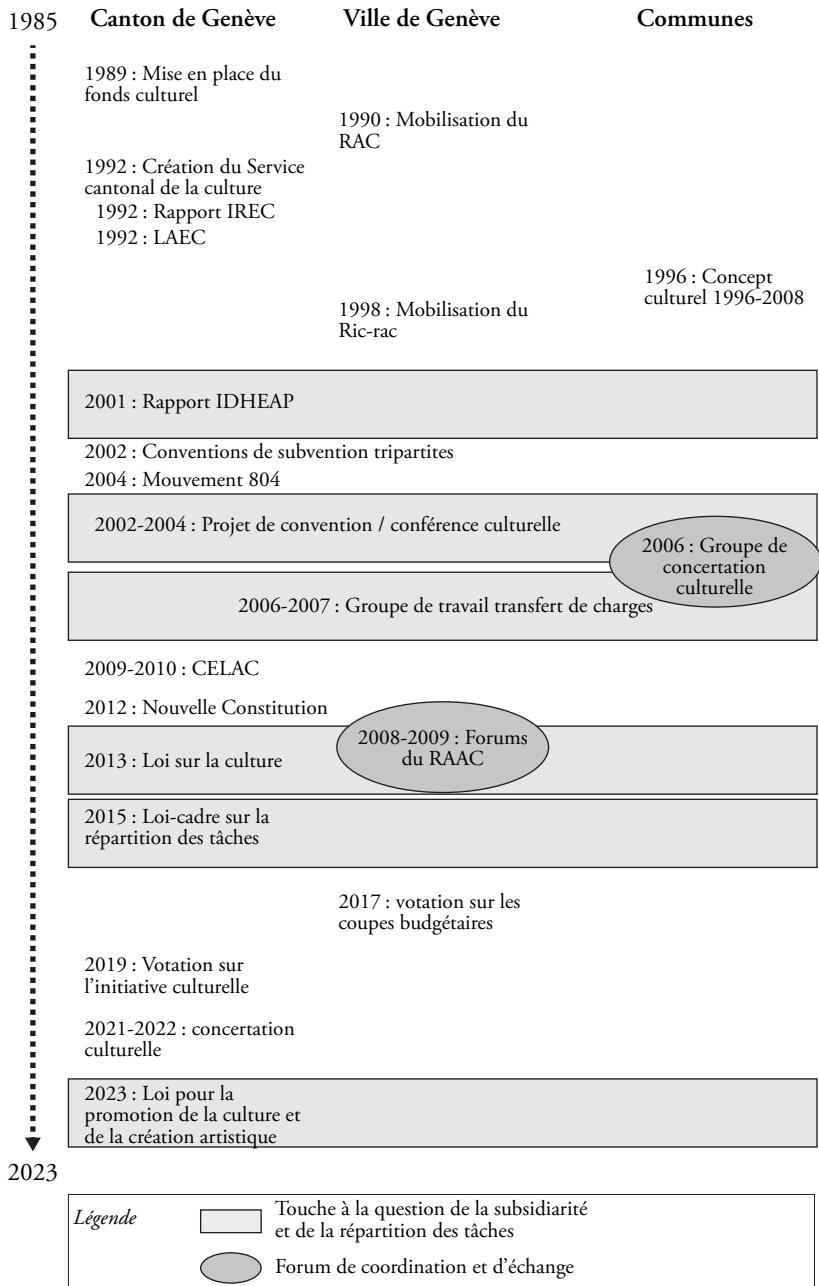 1985
Canton de Genève
Ville de Genève
Communes
1989 : Mise en place du
fonds culturel
1990 : Mobilisation du
RAC
1992 : Création du Service
cantonal de la culture
1992 : Rapport IREC
1992 : LAEC
1996 : Concept
culturel 1996-2008
1998 : Mobilisation du
Ric-rac
2001 : Rapport IDHEAP
2002 : Conventions de subvention tripartites
2004 : Mouvement 804
2002-2004 : Projet de convention / conférence culturelle
2006 : Groupe de
concertation
culturelle
2006-2007 : Groupe de travail transfert de charges
2009-2010 : CELAC
2012 : Nouvelle Constitution
2008-2009 : Forums
du RAAC
2013 : Loi sur la culture
2015 : Loi-cadre sur la
répartition des tâches
2017 : votation sur les
coupes budgétaires
2019 : Votation sur
l'initiative culturelle
2021-2022 : concertation
culturelle
2023 : Loi pour la
promotion de la culture et
de la création artistique
2023
Légende
Touche à la question de la subsidiarité
et de la répartition des tâches
Forum de coordination et d'échange